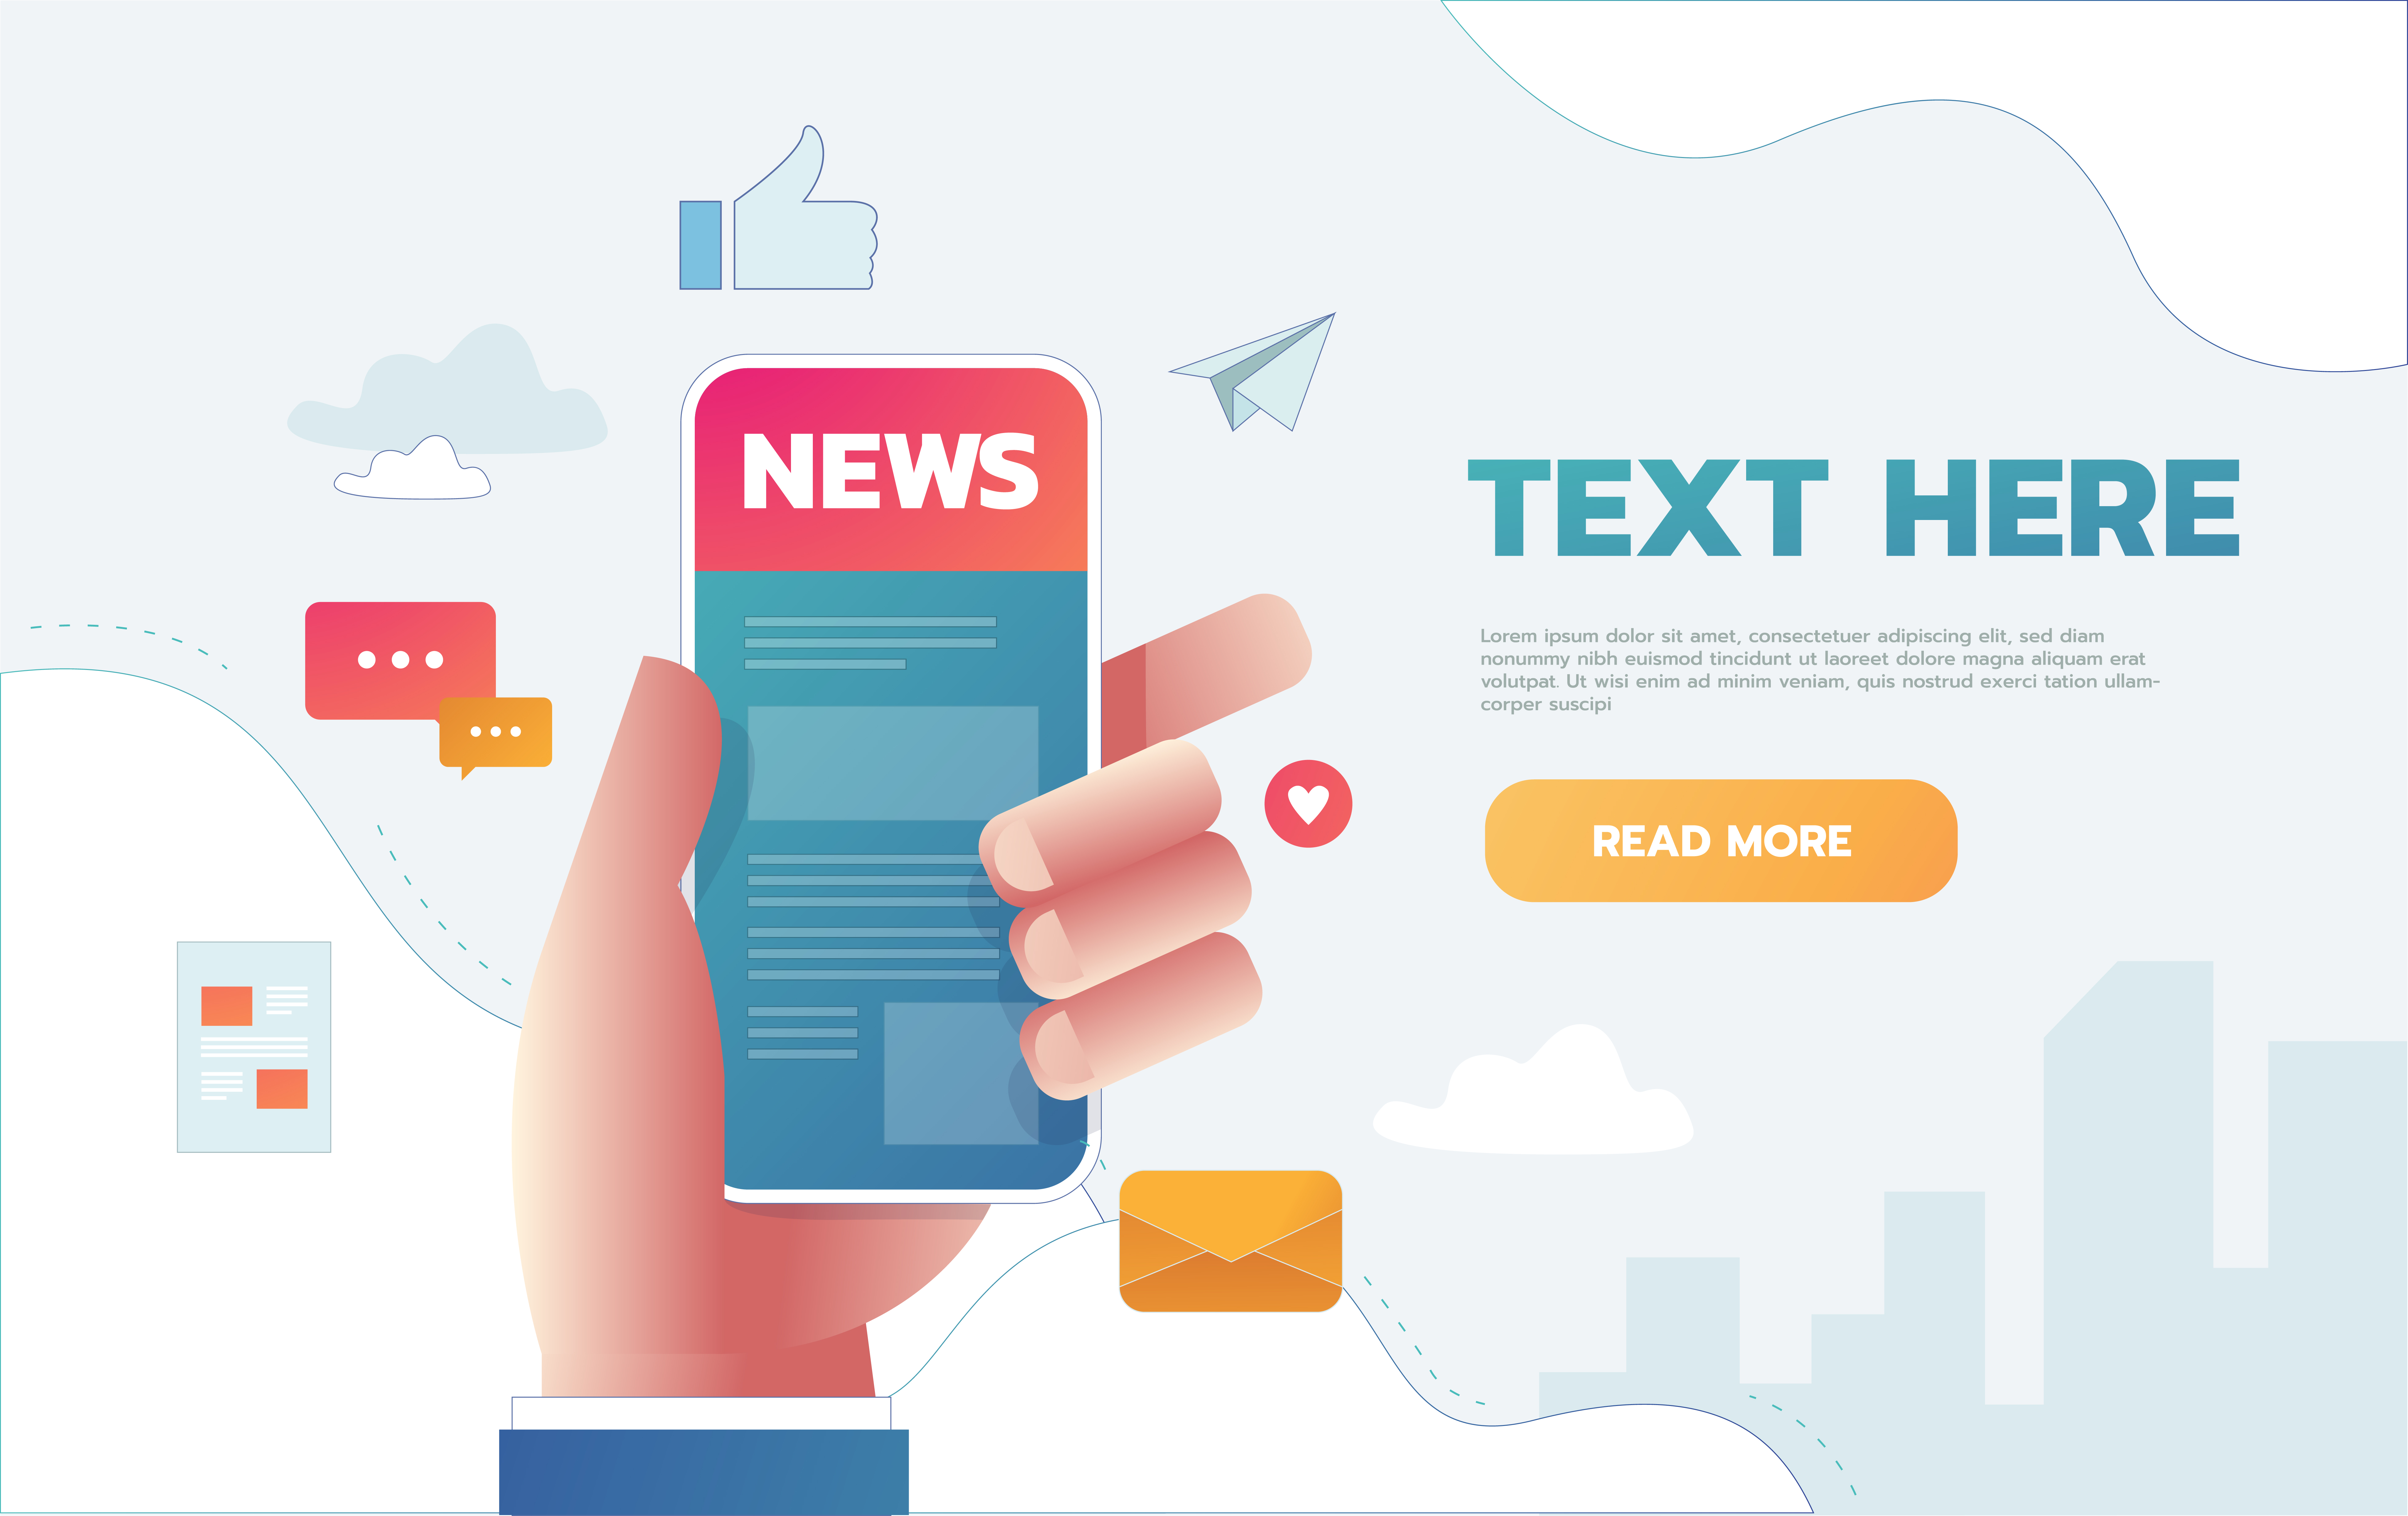 NEWS
TEXT HERE
Lorem ipsum dolor sit amet, consectetuer adipiscing elit, sed diam
nonummy nibh euismod tincidunt ut laoreet dolore magna aliquam erat
volutpat. Ut wisi enim ad minim veniam, quis nostrud exerci tation ullam-
corper suscipi
READ MORE